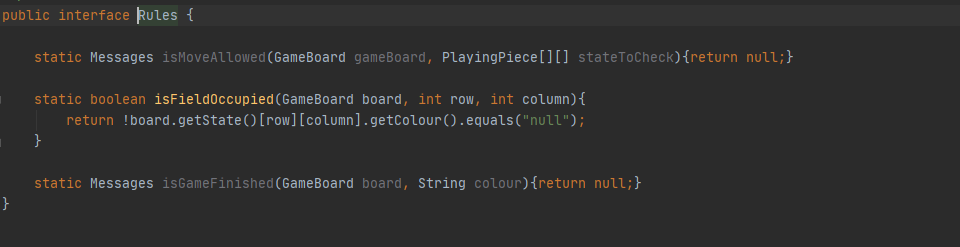 public interface Rules {
static Messages isMoveAllowed(GameBoard gameBoard, PlayingPiece[][] stateToCheck){return null;}
static boolean isFieldOccupied(GameBoard board, int row, int column){
return !board.getState()[row][column].getColour().equals("null");
}
static Messages isGameFinished(GameBoard board, String colour){return null;}
}